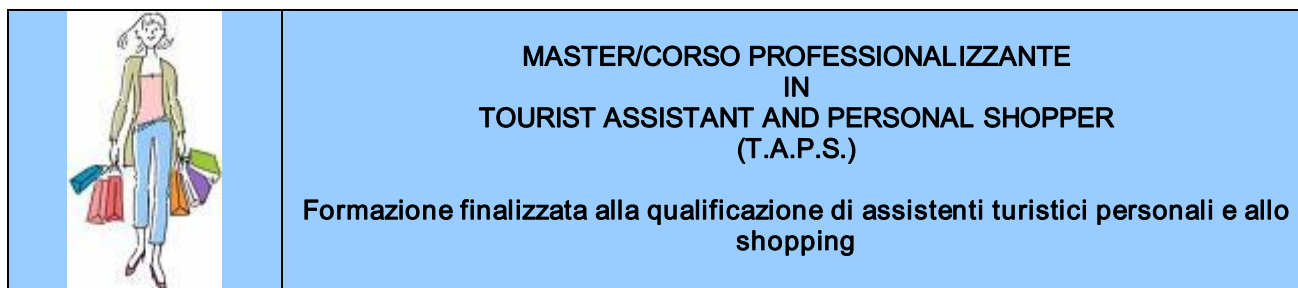 MASTER/CORSO PROFESSIONALIZZANTE
IN
TOURIST ASSISTANT AND PERSONAL SHOPPER
(T.A.P.S.)
Formazione finalizzata alla qualificazione di assistenti turistici personali e allo
shopping